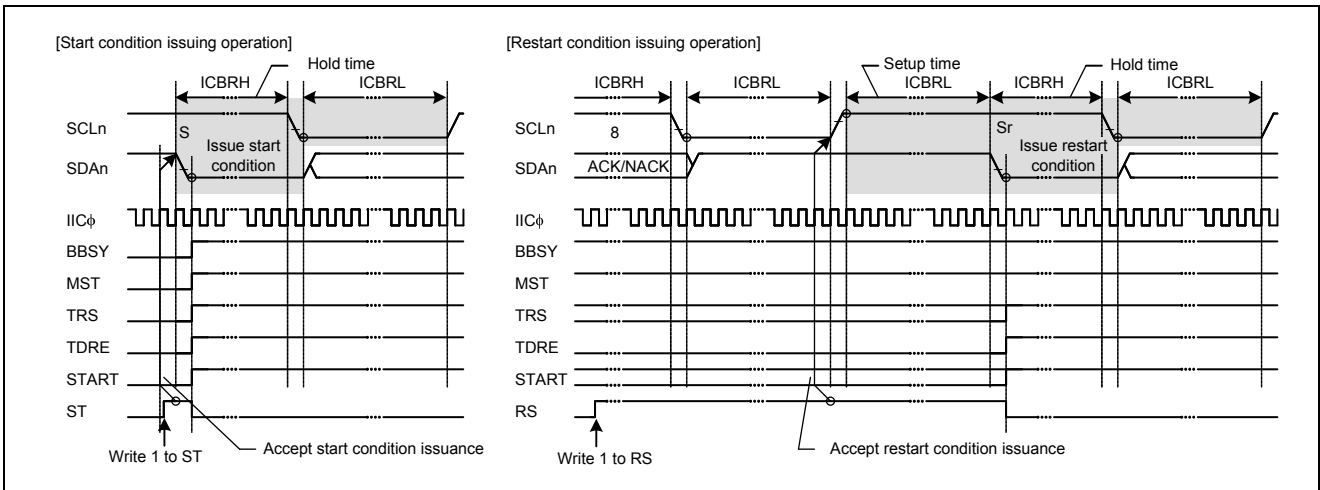 [Start condition issuing operation]
Hold time
ICBRH
ICBRL
SCLn
S
Issue start
condition
SDAn
IICϕ
BBSY
MST
TRS
TDRE
START
ST
Write 1 to ST
Accept start condition issuance
[Restart condition issuing operation]
Setup time
Hold time
ICBRH
ICBRL
ICBRL
ICBRH
ICBRL
SCLn
8
Sr
Issue restart
condition
SDAn
ACK/NACK
IICϕ
BBSY
MST
TRS
TDRE
START
RS
Write 1 to RS
Accept restart condition issuance